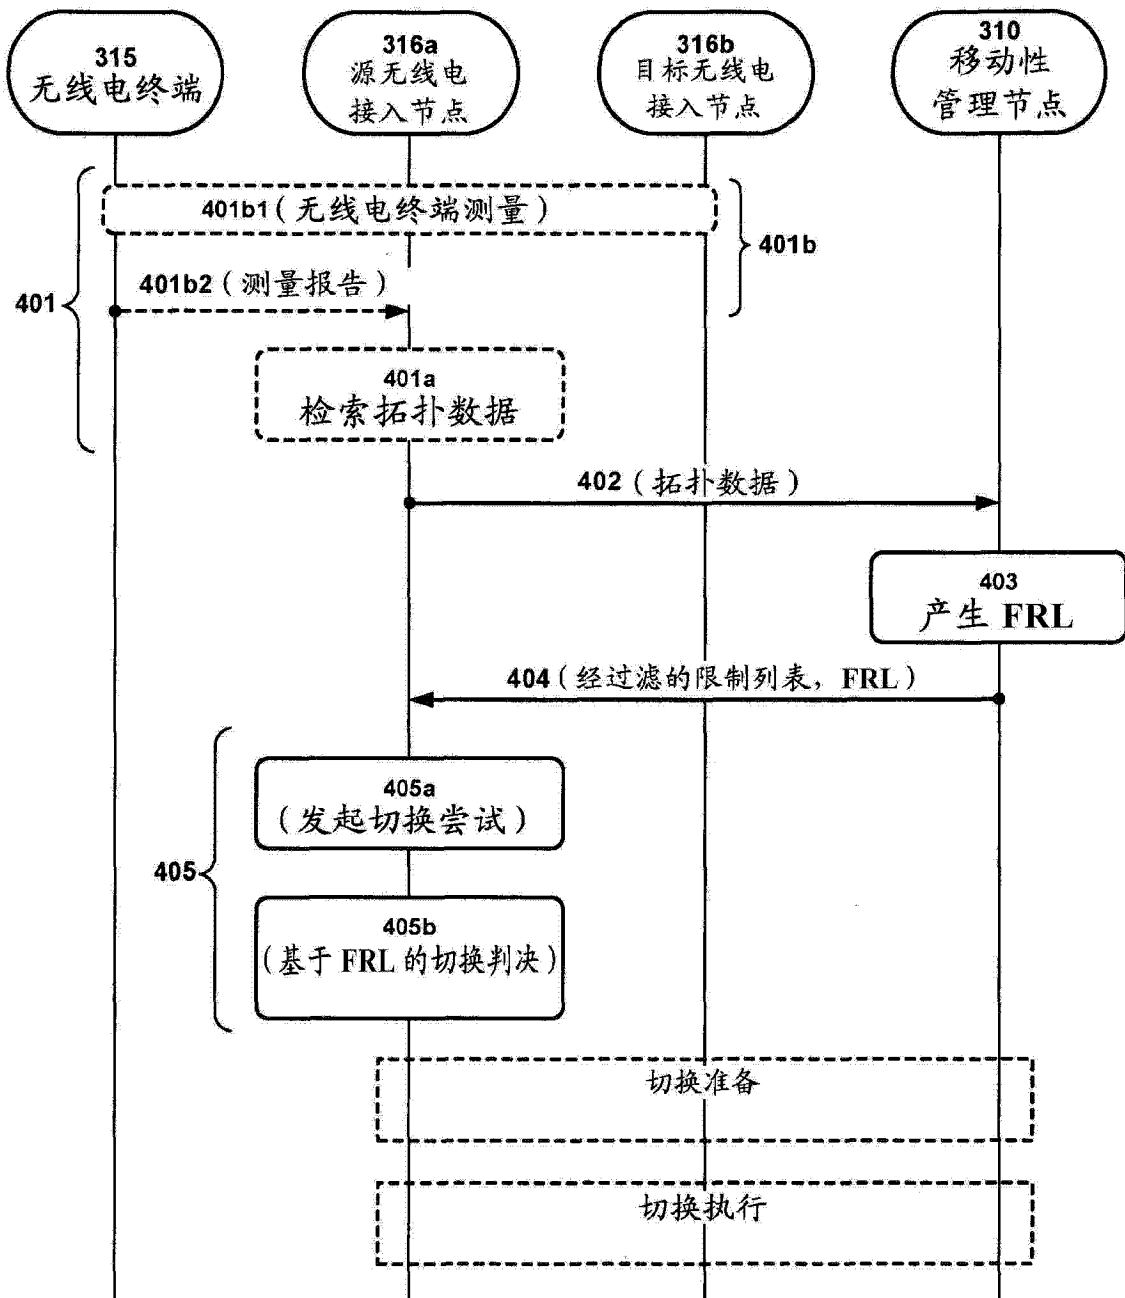 315
无线电终端
316a
源无线电
接入节点
316b
目标无线电
接入节点
310
移动性
管理节点
401b1(无线电终端测量)
401b
401b2(测量报告)
401
401a
检索拓扑数据
402(拓扑数据)
403
产生 FRL
404(经过滤的限制列表，FRL)
405a
(发起切换尝试)
405
405b
(基于 FRL 的切换判决)
切换准备
切换执行